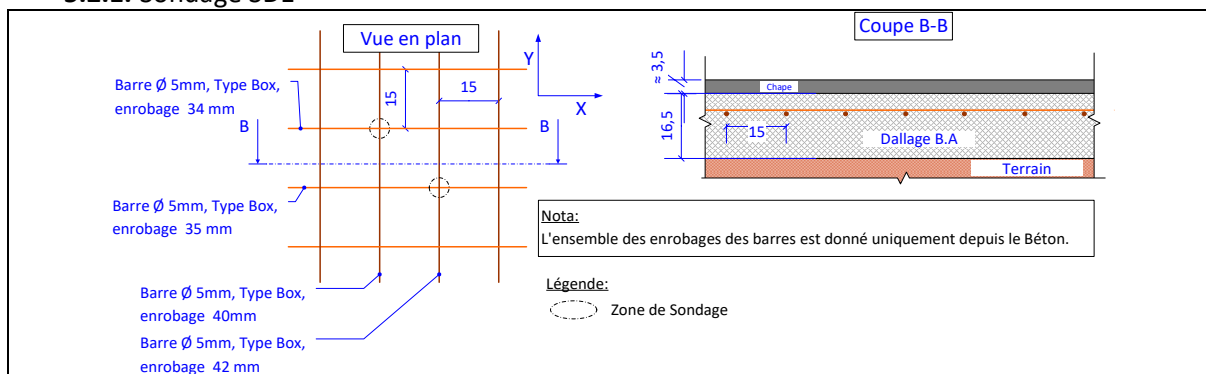 Vue en plan
Coupe B-B
Barre Ø 5mm, Type Box,
enrobage 34 mm
15
15
Y
X
B
B
≈ 3,5
16,5
Chape
15
Dallage B.A
Terrain
Barre Ø 5mm, Type Box,
enrobage 35 mm
Nota:
L'ensemble des enrobages des barres est donné uniquement depuis le Béton.
Légende:
Zone de Sondage
Barre Ø 5mm, Type Box,
enrobage 40mm
Barre Ø 5mm, Type Box,
enrobage 42 mm